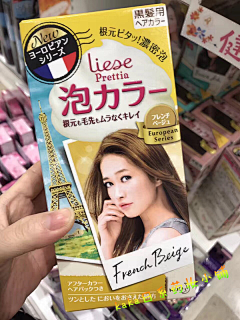 黒髪用
ヘアカラー
New
ヨーロピアン
シリーズ
根元ピタッ!濃密泡
liese
Prettia
泡カラー
根元も毛先もムラなくキレイ
フレンチ
ベージュ
European
Series
French Beige
アフターカラー
ヘアパックつき
ツンとしたにおいをおさえた